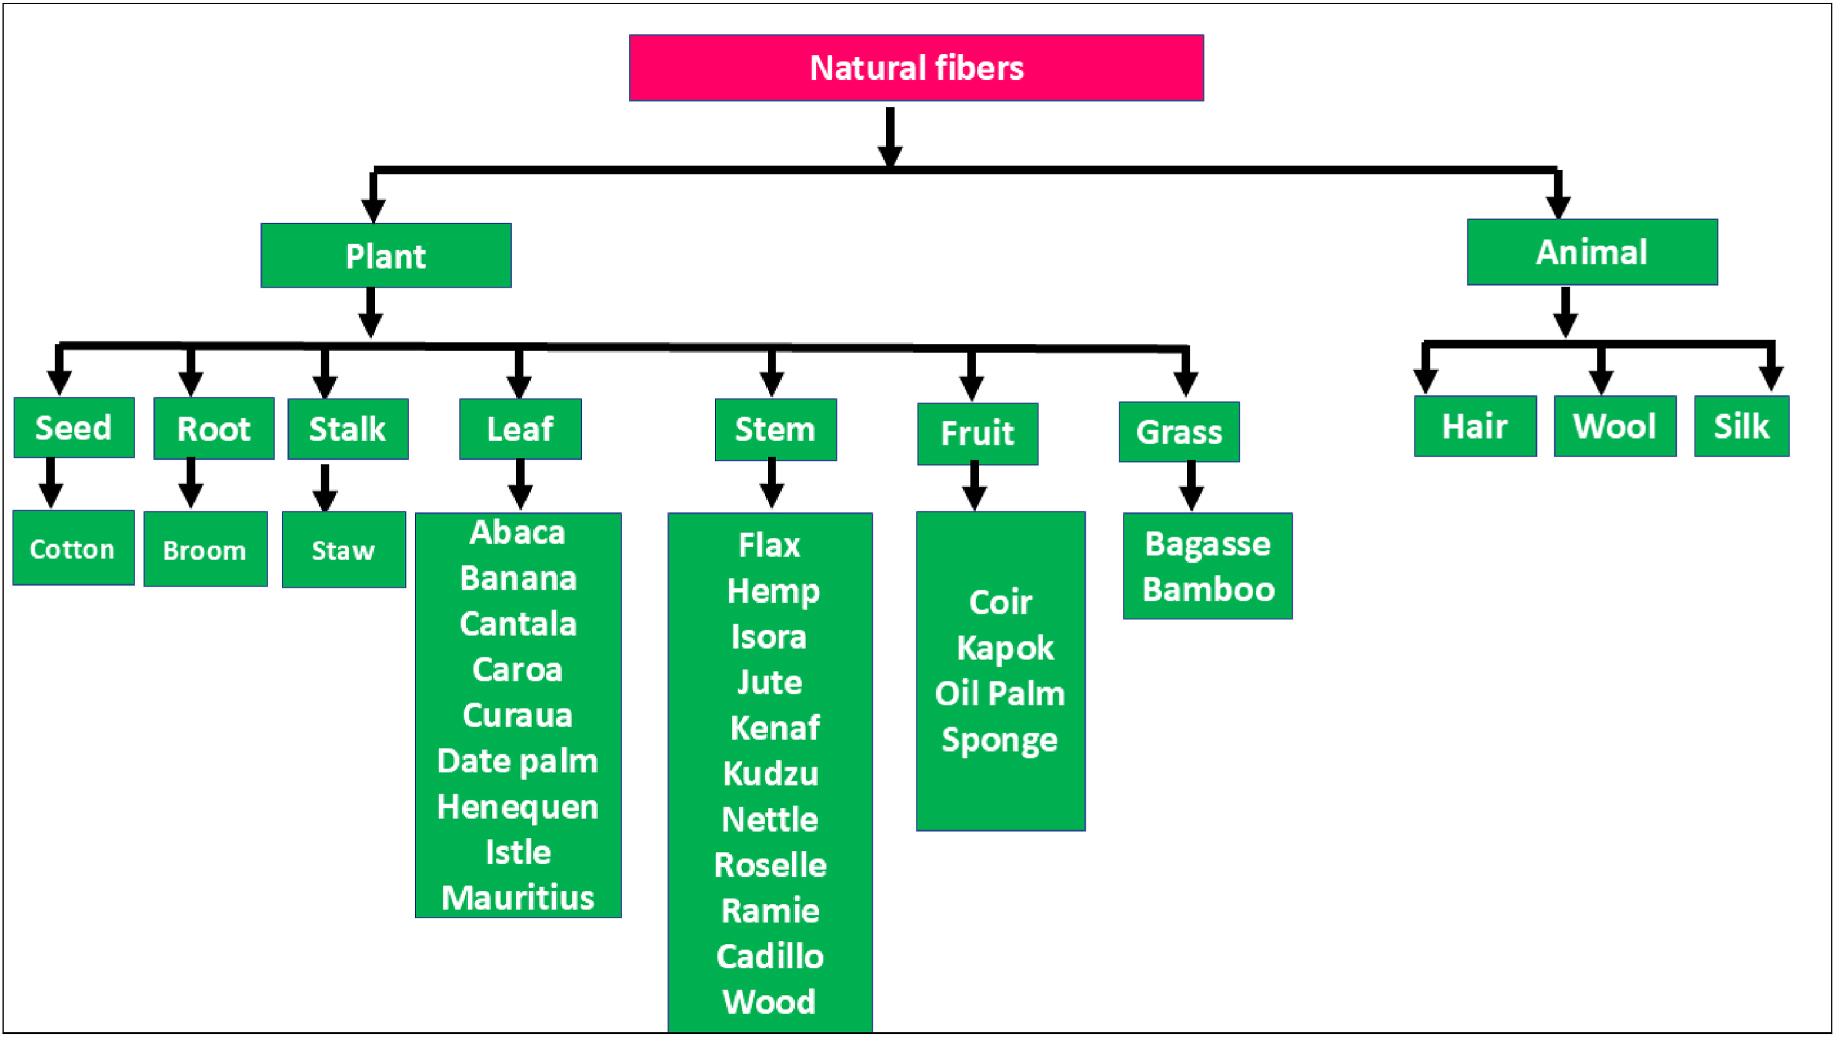 Natural fibers
Plant
Animal
Seed
Root
Stalk
Leaf
Stem
Fruit
Grass
Hair
Wool
Silk
Cotton
Broom
Staw
Abaca
Banana
Cantala
Caroa
Curaua
Date palm
Henequen
Istle
Mauritius
Flax
Hemp
Isora
Jute
Kenaf
Kudzu
Nettle
Roselle
Ramie
Cadillo
Wood
Coir
Kapok
Oil Palm
Sponge
Bagasse
Bamboo